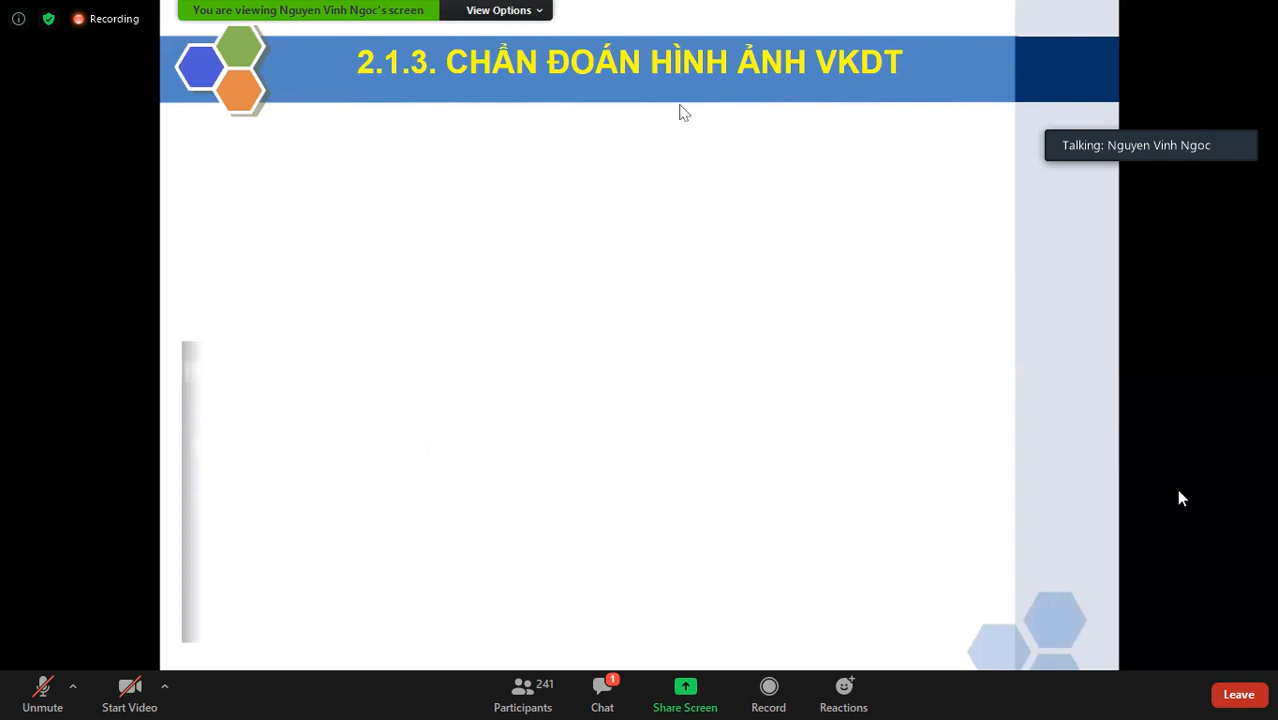 You are viewing Nguyen Vinh Ngoc's screen
View Options
Recording
2.1.3. CHẨN ĐOÁN HÌNH ẢNH VKDT
Talking: Nguyen Vinh Ngoc
Unmute
Start Video
241
Participants
1
Chat
Share Screen
Record
Reactions
Leave